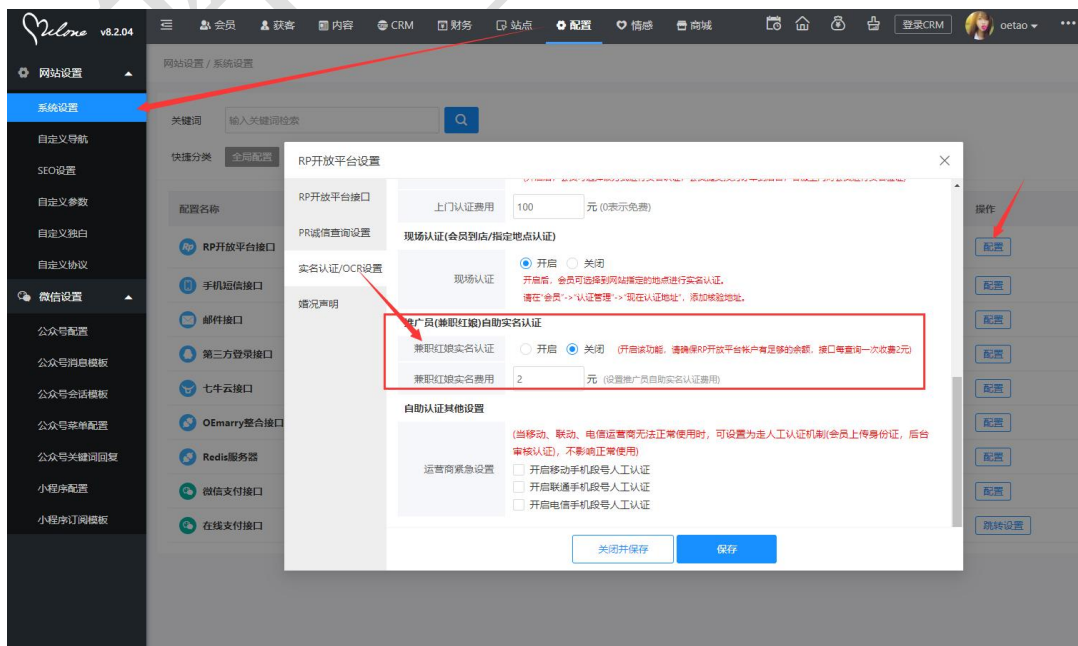 Milone v8.2.04
会员 获客 内容 CRM 财务 站点 配置 情感 商城 登录CRM oetao
网站设置
系统设置
自定义导航
SEO设置
自定义参数
自定义独白
自定义协议
微信设置
公众号配置
公众号消息模板
公众号会话模板
公众号菜单配置
公众号关键词回复
小程序配置
小程序订阅模板
网站设置 / 系统设置
关键词 输入关键词检索
快捷分类 全局配置
配置名称 操作
RP开放平台接口 配置
手机短信接口 配置
邮件接口 配置
第三方登录接口 配置
七牛云接口 配置
OEmarry整合接口 配置
Redis服务器 配置
微信支付接口 配置
在线支付接口 跳转设置
RP开放平台设置
RP开放平台接口
PR诚信查询设置
实名认证/OCR设置
婚况声明
上门认证费用 100 元 (0表示免费)
现场认证(会员到店/指定地点认证)
现场认证 开启 关闭
开启后，会员可选择到网站指定的地点进行实名认证。
请在"会员"->"认证管理"->"现在认证地址"，添加核验地址。
推广员(兼职红娘)自助实名认证
兼职红娘实名认证 开启 关闭 (开启该功能，请确保RP开放平台帐户有足够的余额，接口每查询一次收费2元)
兼职红娘实名费用 2 元 (设置推广员自助实名认证费用)
自助认证其他设置
运营商紧急设置
(当移动、联动、电信运营商无法正常使用时，可设置为走人工认证机制(会员上传身份证，后台
审核认证)，不影响正常使用)
开启移动手机段号人工认证
开启联通手机段号人工认证
开启电信手机段号人工认证
关闭并保存 保存